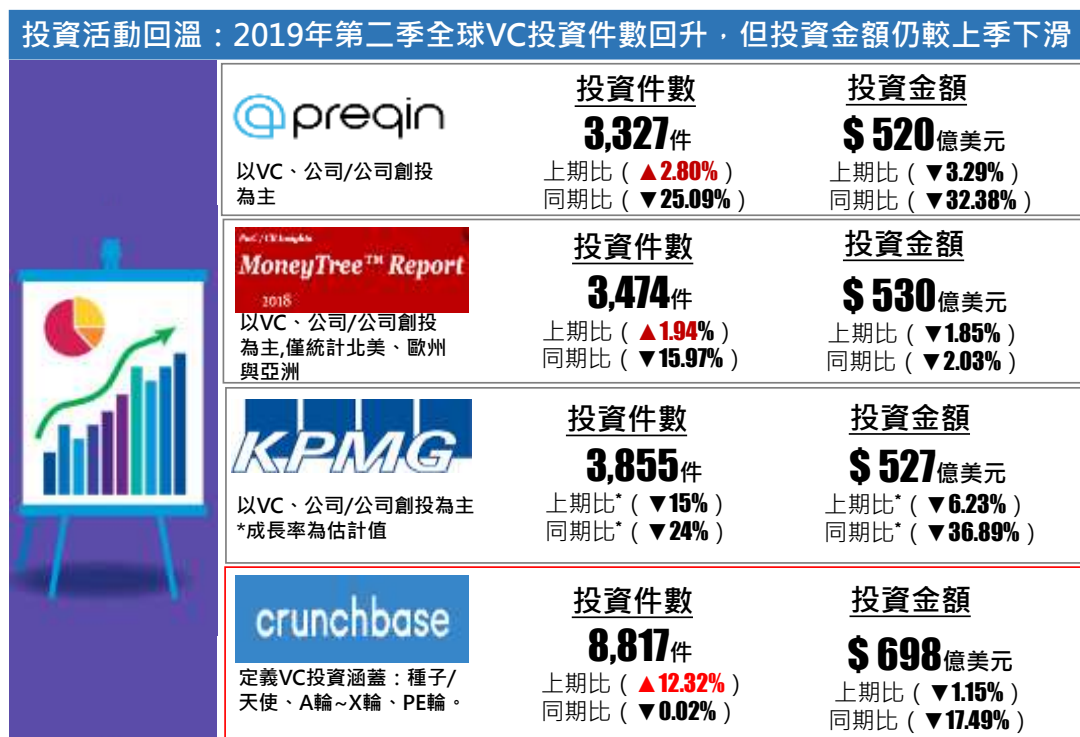 投資活動回溫：2019年第二季全球VC投資件數回升，但投資金額仍較上季下滑
preqin
以VC、公司/公司創投
為主
投資件數
3,327件
上期比（▲2.80%）
同期比（▼25.09%）
投資金額
$ 520億美元
上期比（▼3.29%）
同期比（▼32.38%）
PwC / CB Insights
MoneyTree™ Report
2018
以VC、公司/公司創投
為主,僅統計北美、歐州
與亞洲
投資件數
3,474件
上期比（▲1.94%）
同期比（▼15.97%）
投資金額
$ 530億美元
上期比（▼1.85%）
同期比（▼2.03%）
KPMG
以VC、公司/公司創投為主
*成長率為估計值
投資件數
3,855件
上期比*（▼15%）
同期比*（▼24%）
投資金額
$ 527億美元
上期比*（▼6.23%）
同期比*（▼36.89%）
crunchbase
定義VC投資涵蓋：種子/
天使、A輪~X輪、PE輪。
投資件數
8,817件
上期比（▲12.32%）
同期比（▼0.02%）
投資金額
$ 698億美元
上期比（▼1.15%）
同期比（▼17.49%）